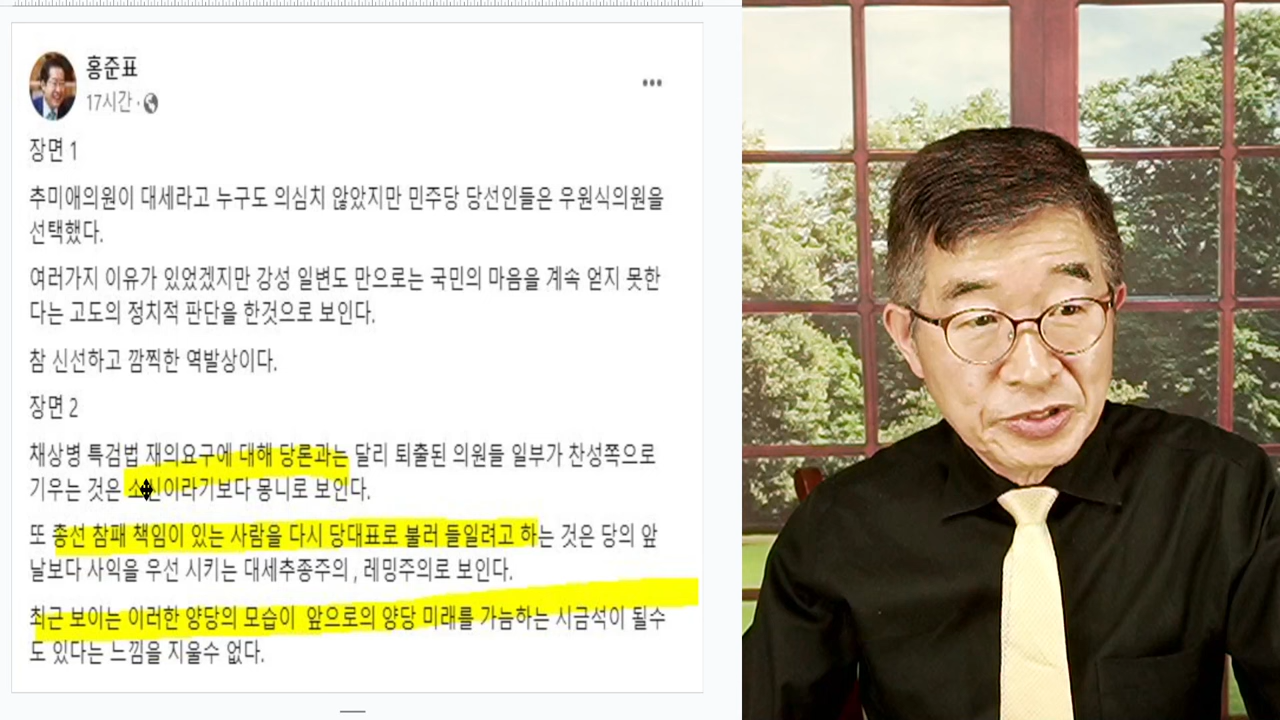 홍준표
17시간 ·
장면 1
추미애의원이 대세라고 누구도 의심치 않았지만 민주당 당선인들은 우원식의원을
선택했다.
여러가지 이유가 있었겠지만 강성 일변도 만으로는 국민의 마음을 계속 얻지 못한
다는 고도의 정치적 판단을 한것으로 보인다.
참 신선하고 깜찍한 역발상이다.
장면 2
채상병 특검법 재의요구에 대해 당론과는 달리 퇴출된 의원들 일부가 찬성쪽으로
기우는 것은 소신이라기보다 몽니로 보인다.
또 총선 참패 책임이 있는 사람을 다시 당대표로 불러 들일려고 하는 것은 당의 앞
날보다 사익을 우선 시키는 대세추종주의, 레밍주의로 보인다.
최근 보이는 이러한 양당의 모습이 앞으로의 양당 미래를 가늠하는 시금석이 될수
도 있다는 느낌을 지울수 없다.